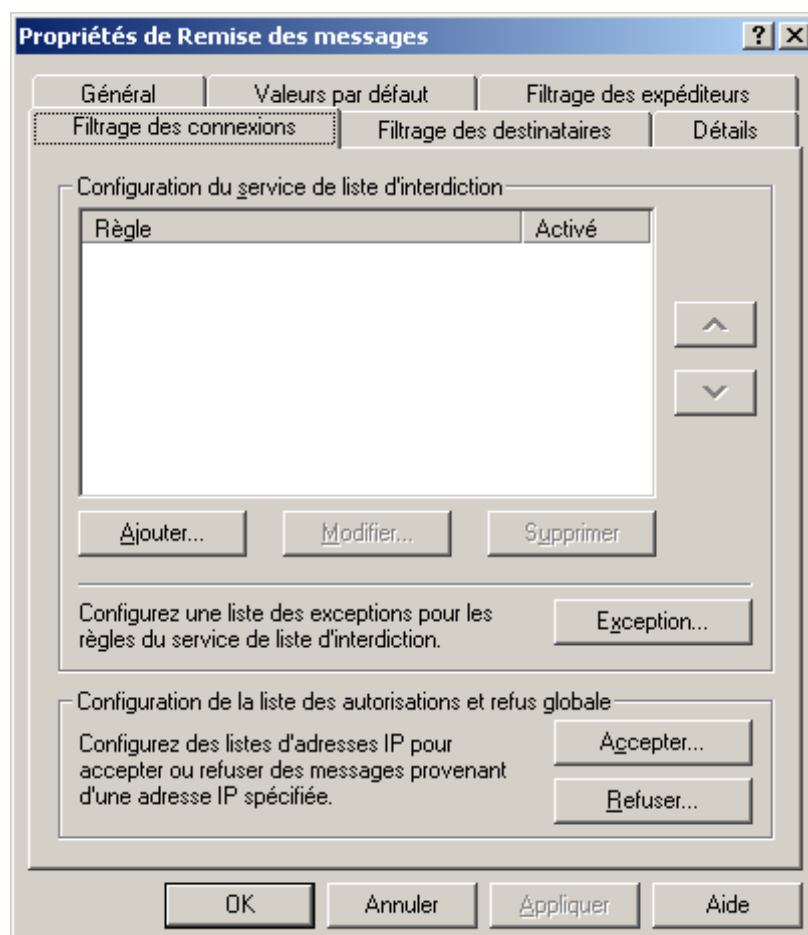 Propriétés de Remise des messages
Général
Valeurs par défaut
Filtrage des expéditeurs
Filtrage des connexions
Filtrage des destinataires
Détails
Configuration du service de liste d'interdiction
Règle
Activé
Ajouter...
Modifier...
Supprimer
Configurez une liste des exceptions pour les
règles du service de liste d'interdiction.
Exception...
Configuration de la liste des autorisations et refus globale
Configurez des listes d'adresses IP pour
accepter ou refuser des messages provenant
d'une adresse IP spécifiée.
Accepter...
Refuser...
OK
Annuler
Appliquer
Aide